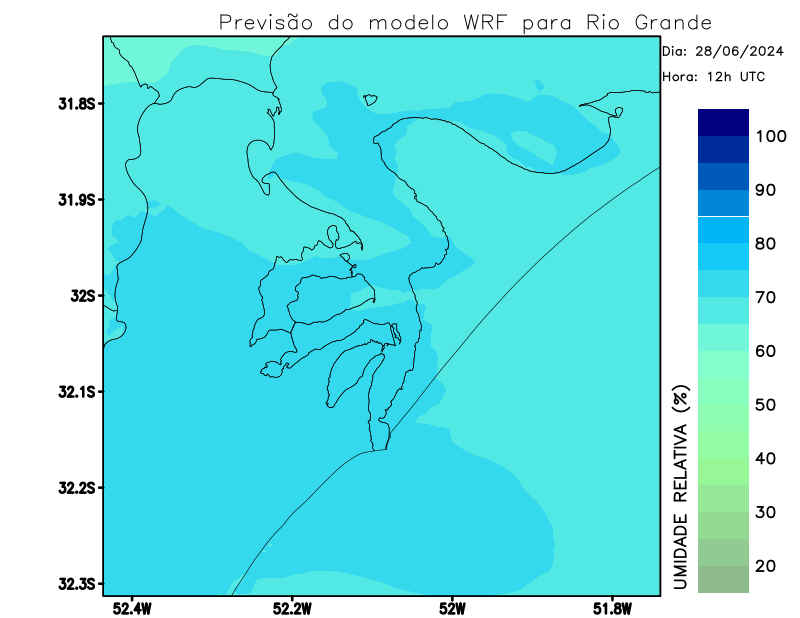 Previsão do modelo WRF para Rio Grande
Dia: 28/06/2024
Hora: 12h UTC
31.8S
31.9S
32S
32.1S
32.2S
32.3S
52.4W
52.2W
52W
51.8W
100
90
80
70
60
50
40
30
20
UMIDADE RELATIVA (%)